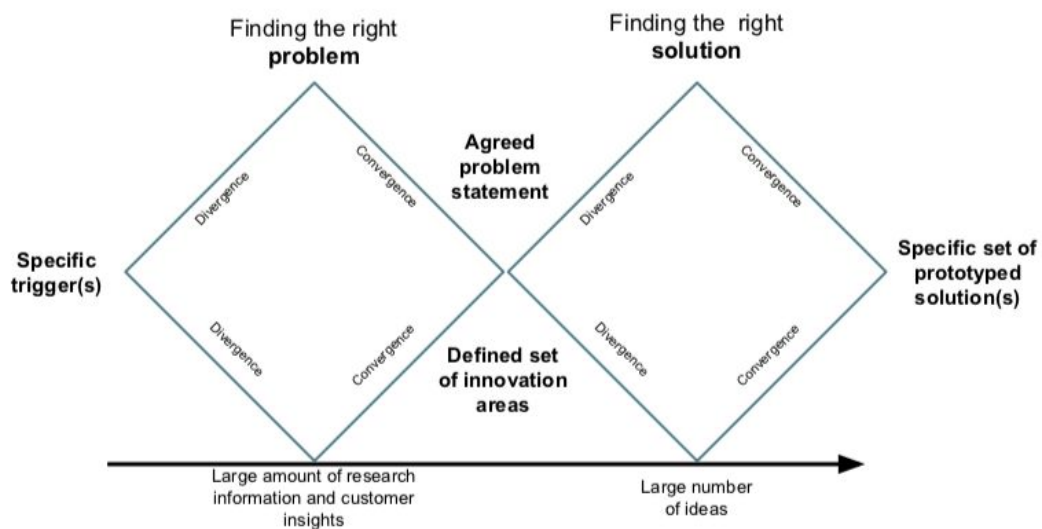 Finding the right
problem
Finding the right
solution
Divergence
Convergence
Agreed
problem
statement
Divergence
Convergence
Specific
trigger(s)
Specific set of
prototyped
solution(s)
Divergence
Convergence
Defined set
of innovation
areas
Divergence
Convergence
Large amount of research
information and customer
insights
Large number
of ideas